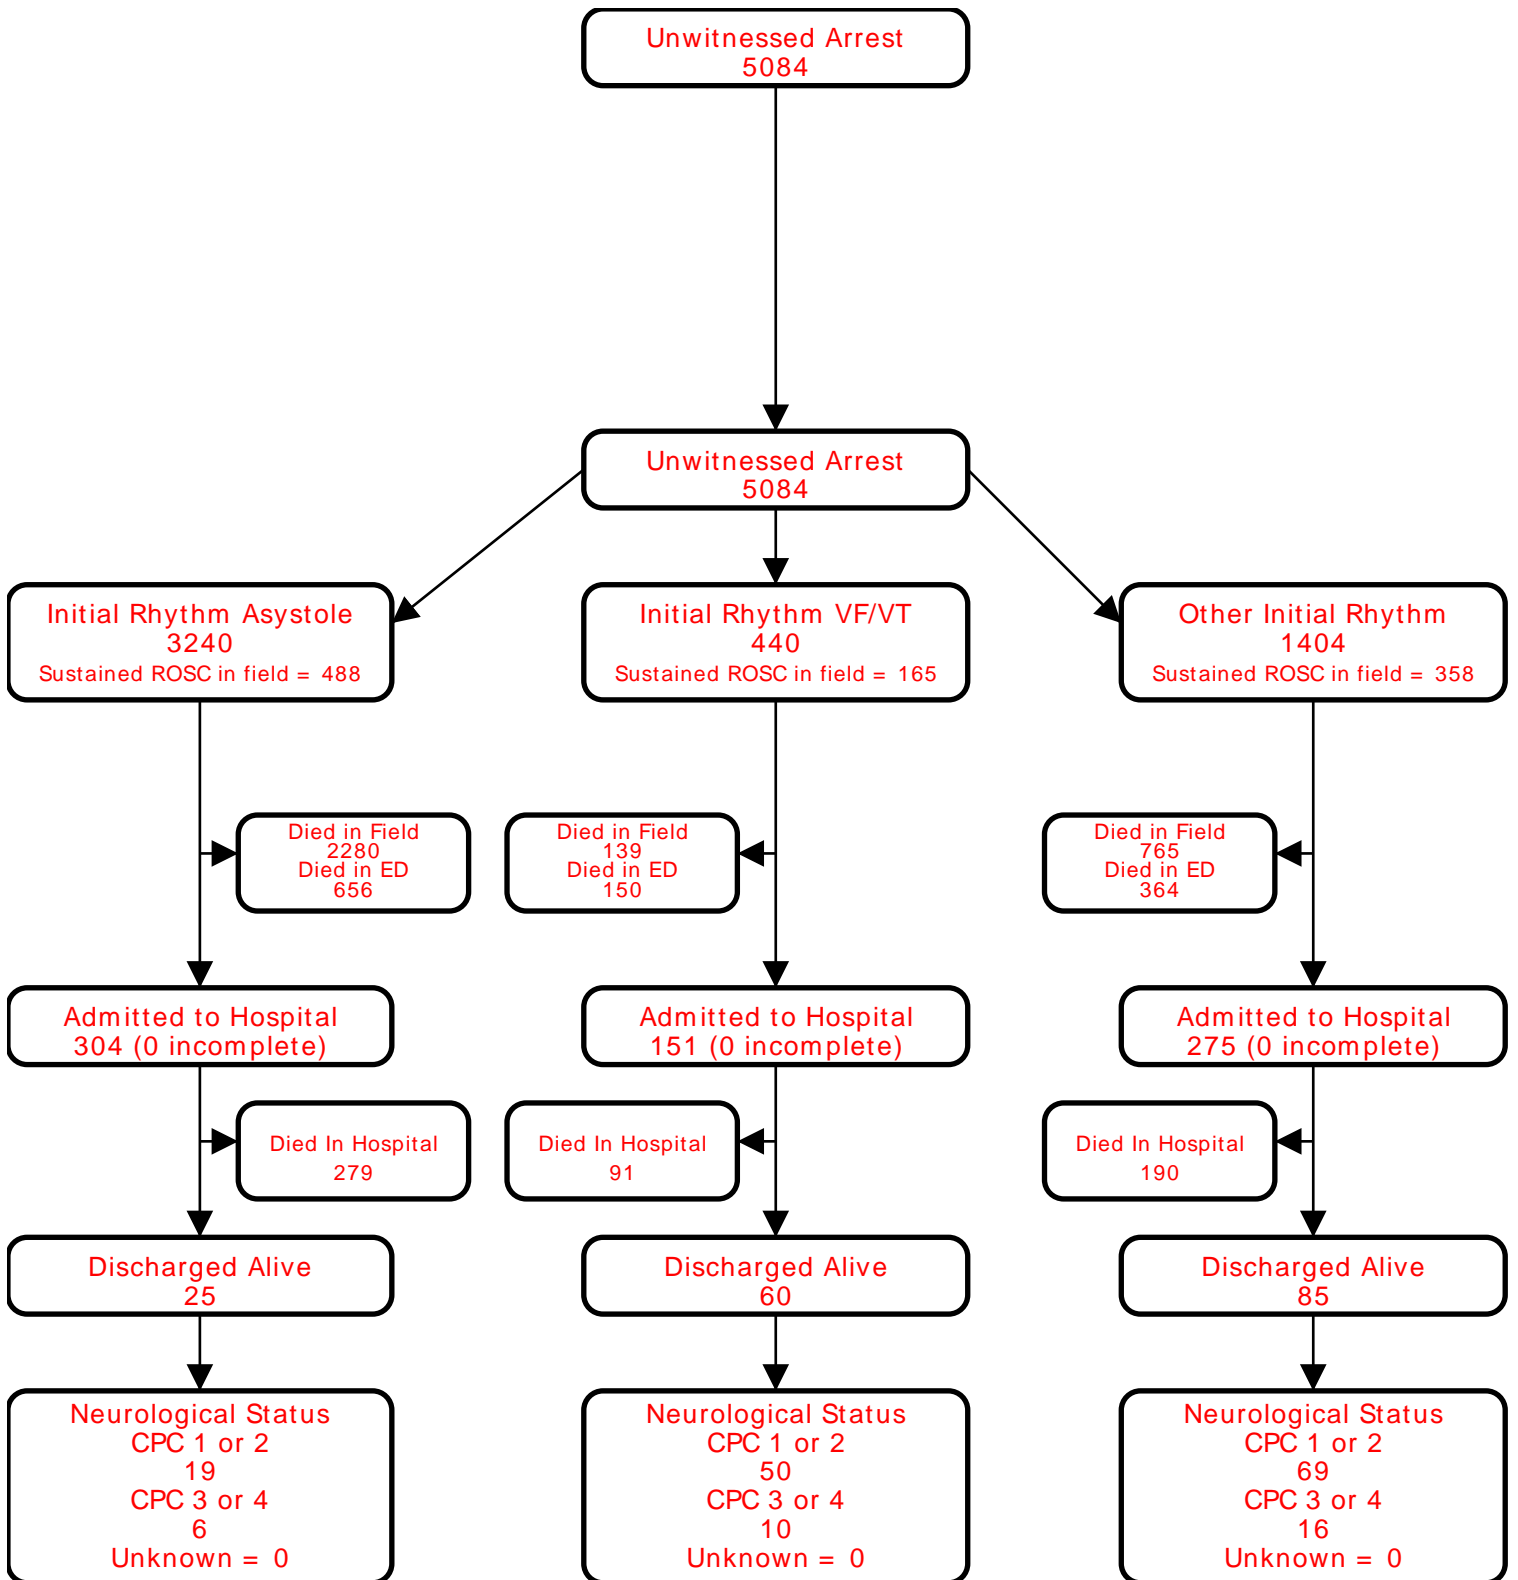 Unwitnessed Arrest
5084
Unwitnessed Arrest
5084
Initial Rhythm Asystole
3240
Sustained ROSC in field = 488
Initial Rhythm VF/VT
440
Sustained ROSC in field = 165
Other Initial Rhythm
1404
Sustained ROSC in field = 358
Died in Field
2280
Died in ED
656
Died in Field
139
Died in ED
150
Died in Field
765
Died in ED
364
Admitted to Hospital
304 (0 incomplete)
Admitted to Hospital
151 (0 incomplete)
Admitted to Hospital
275 (0 incomplete)
Died In Hospital
279
Died In Hospital
91
Died In Hospital
190
Discharged Alive
25
Discharged Alive
60
Discharged Alive
85
Neurological Status
CPC 1 or 2
19
CPC 3 or 4
6
Unknown = 0
Neurological Status
CPC 1 or 2
50
CPC 3 or 4
10
Unknown = 0
Neurological Status
CPC 1 or 2
69
CPC 3 or 4
16
Unknown = 0